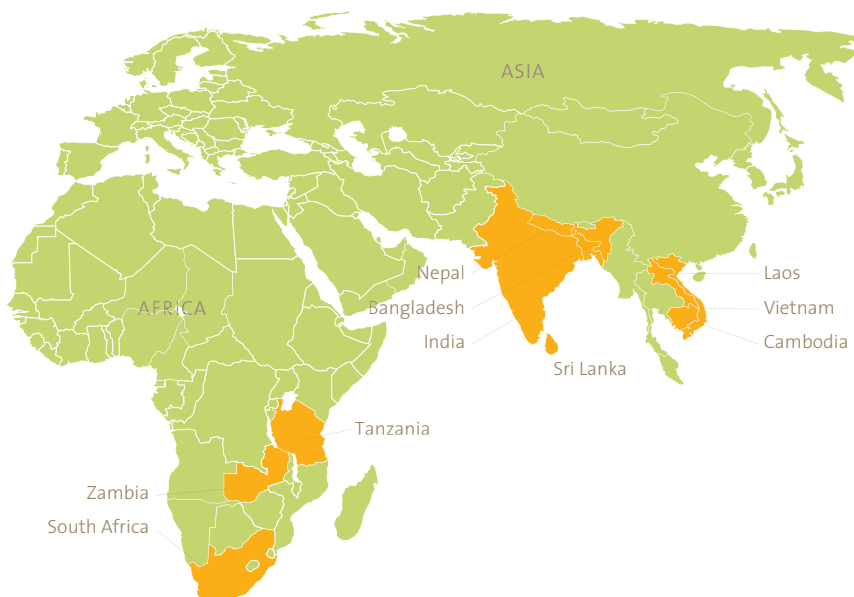 ASIA
Nepal
Laos
Bangladesh
AFRICA
Vietnam
India
Cambodia
Sri Lanka
Tanzania
Zambia
South Africa